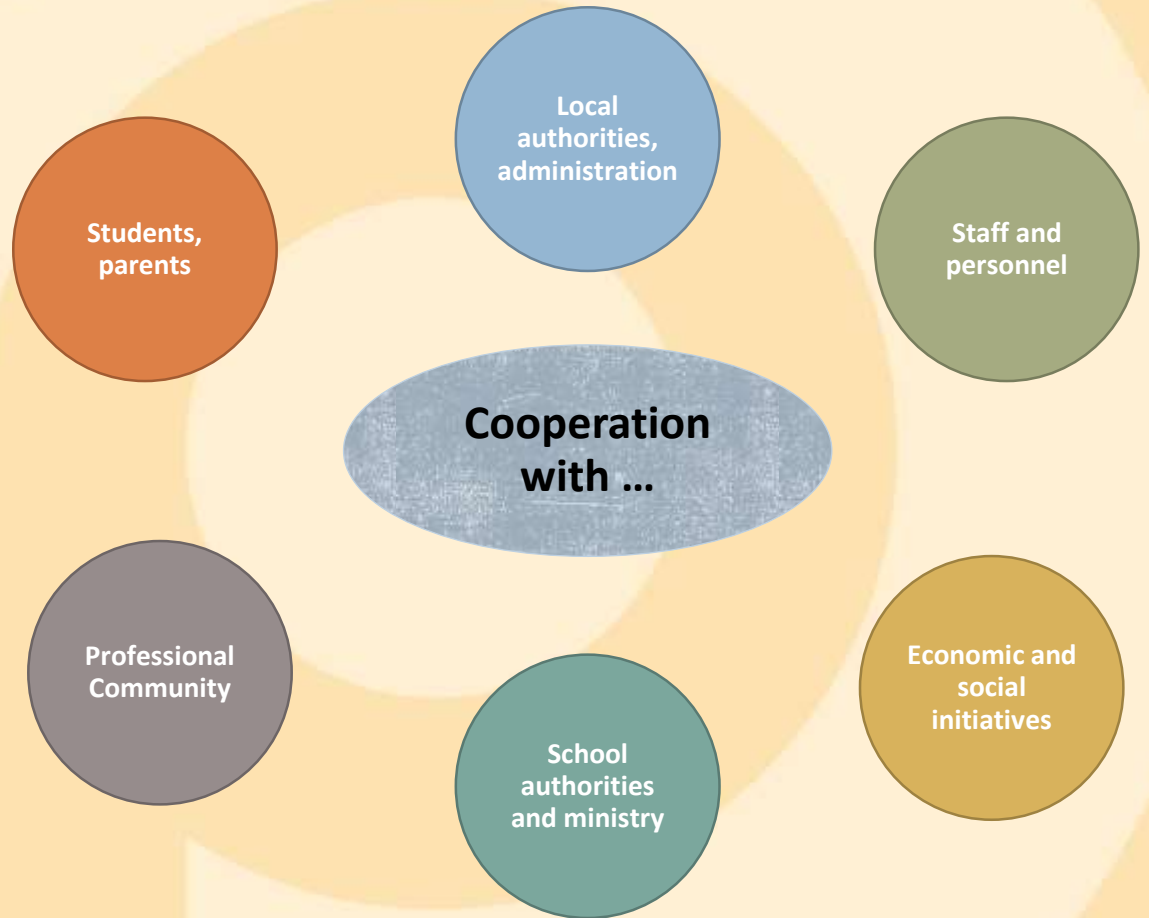 Local
authorities,
administration
Students,
parents
Staff and
personnel
Cooperation
with ...
Professional
Community
Economic and
social
initiatives
School
authorities
and ministry